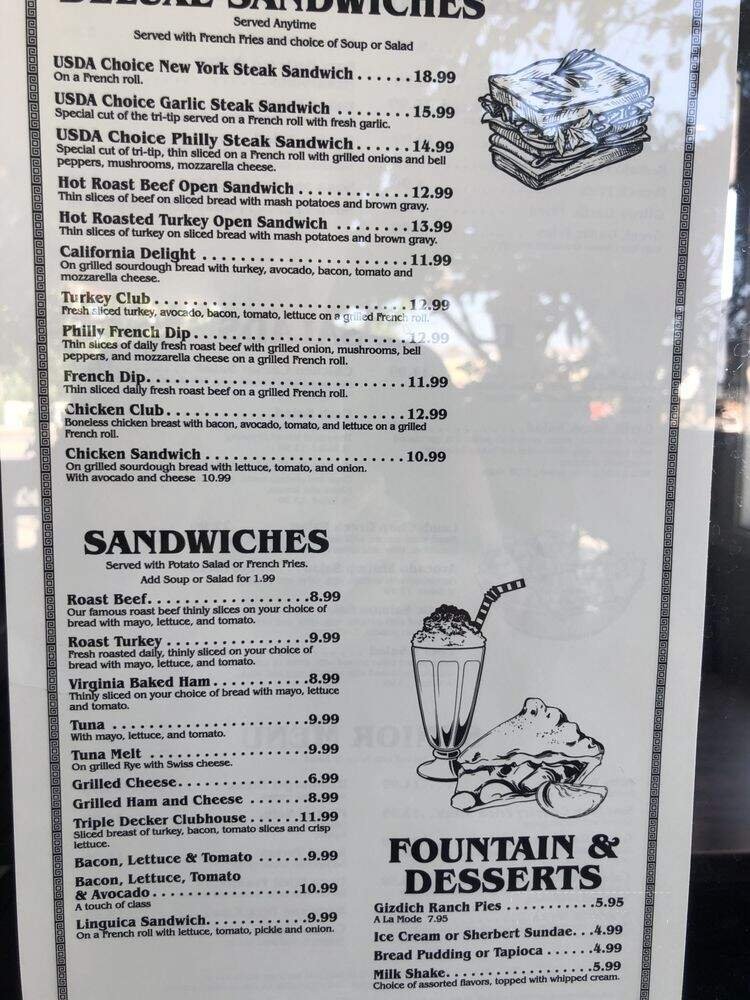 DELUXE SANDWICHES
Served Anytime
Served with French Fries and choice of Soup or Salad
USDA Choice New York Steak Sandwich . . . . . . 18.99
On a French roll.
USDA Choice Garlic Steak Sandwich . . . . . . . . 15.99
Special cut of the tri-tip served on a French roll with fresh garlic.
USDA Choice Philly Steak Sandwich . . . . . . 14.99
Special cut of tri-tip, thin sliced on a French roll with grilled onions and bell
peppers, mushrooms, mozzarella cheese.
Hot Roast Beef Open Sandwich . . . . . . . . . . . . 12.99
Thin slices of beef on sliced bread with mash potatoes and brown gravy.
Hot Roasted Turkey Open Sandwich . . . . . . . . 13.99
Thin slices of turkey on sliced bread with mash potatoes and brown gravy.
California Delight . . . . . . . . . . . . . . . . . . . . . . . 11.99
On grilled sourdough bread with turkey, avocado, bacon, tomato and
mozzarella cheese.
Turkey Club . . . . . . . . . . . . . . . . . . . . . . . . . . . . 12.99
Fresh sliced turkey, avocado, bacon, tomato, lettuce on a grilled French roll.
Philly French Dip . . . . . . . . . . . . . . . . . . . . . . . . 12.99
Thin slices of daily fresh roast beef with grilled onion, mushrooms, bell
peppers, and mozzarella cheese on a grilled French roll.
French Dip. . . . . . . . . . . . . . . . . . . . . . . . . . . . . 11.99
Thin sliced daily fresh roast beef on a grilled French roll.
Chicken Club . . . . . . . . . . . . . . . . . . . . . . . . . . . 12.99
Boneless chicken breast with bacon, avocado, tomato, and lettuce on a grilled
French roll.
Chicken Sandwich . . . . . . . . . . . . . . . . . . . . . . 10.99
On grilled sourdough bread with lettuce, tomato, and onion.
With avocado and cheese 10.99
SANDWICHES
Served with Potato Salad or French Fries.
Add Soup or Salad for 1.99
Roast Beef. . . . . . . . . . . . . . . . . .8.99
Our famous roast beef thinly slices on your choice of
bread with mayo, lettuce, and tomato.
Roast Turkey . . . . . . . . . . . . . . . .9.99
Fresh roasted daily, thinly sliced on your choice of
bread with mayo, lettuce, and tomato.
Virginia Baked Ham . . . . . . . . . . .8.99
Thinly sliced on your choice of bread with mayo, lettuce
and tomato.
Tuna . . . . . . . . . . . . . . . . . . . . . .9.99
With mayo, lettuce, and tomato.
Tuna Melt . . . . . . . . . . . . . . . . . .9.99
On grilled Rye with Swiss cheese.
Grilled Cheese. . . . . . . . . . . . . . .6.99
Grilled Ham and Cheese . . . . . . .8.99
Triple Decker Clubhouse . . . . . .11.99
Sliced breast of turkey, bacon, tomato slices and crisp
lettuce.
Bacon, Lettuce & Tomato . . . . . .9.99
Bacon, Lettuce, Tomato
& Avocado . . . . . . . . . . . . . . . . .10.99
A touch of class
Linguica Sandwich. . . . . . . . . . . .9.99
On a French roll with lettuce, tomato, pickle and onion.
FOUNTAIN &
DESSERTS
Gizdich Ranch Pies . . . . . . . . . . .5.95
A La Mode 7.95
Ice Cream or Sherbert Sundae. . .4.99
Bread Pudding or Tapioca . . . . . .4.99
Milk Shake. . . . . . . . . . . . . . . . . .5.99
Choice of assorted flavors, topped with whipped cream.